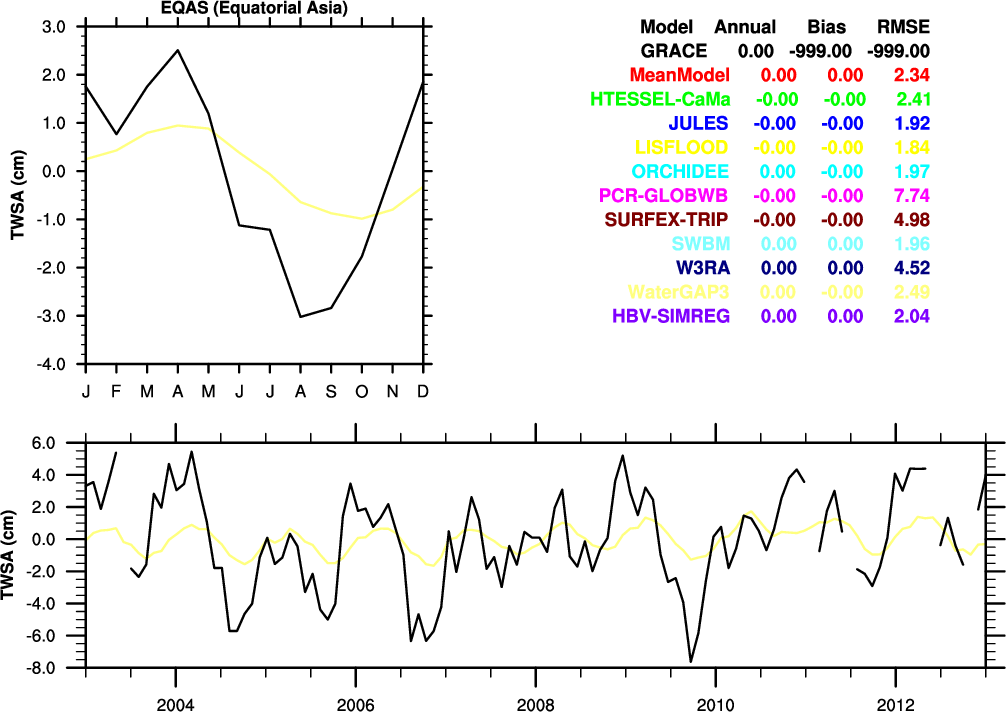 EQAS (Equatorial Asia)
3.0
2.0
1.0
0.0
-1.0
-2.0
-3.0
-4.0
TWSA (cm)
J F M A M J J A S O N D
Model Annual Bias RMSE
GRACE 0.00 -999.00 -999.00
MeanModel 0.00 0.00 2.34
HTESSEL-CaMa -0.00 -0.00 2.41
JULES -0.00 -0.00 1.92
LISFLOOD -0.00 -0.00 1.84
ORCHIDEE 0.00 -0.00 1.97
PCR-GLOBWB -0.00 -0.00 7.74
SURFEX-TRIP -0.00 -0.00 4.98
SWBM 0.00 0.00 1.96
W3RA 0.00 0.00 4.52
WaterGAP3 0.00 -0.00 2.49
HBV-SIMREG 0.00 0.00 2.04
6.0
4.0
2.0
0.0
-2.0
-4.0
-6.0
-8.0
TWSA (cm)
2004 2006 2008 2010 2012